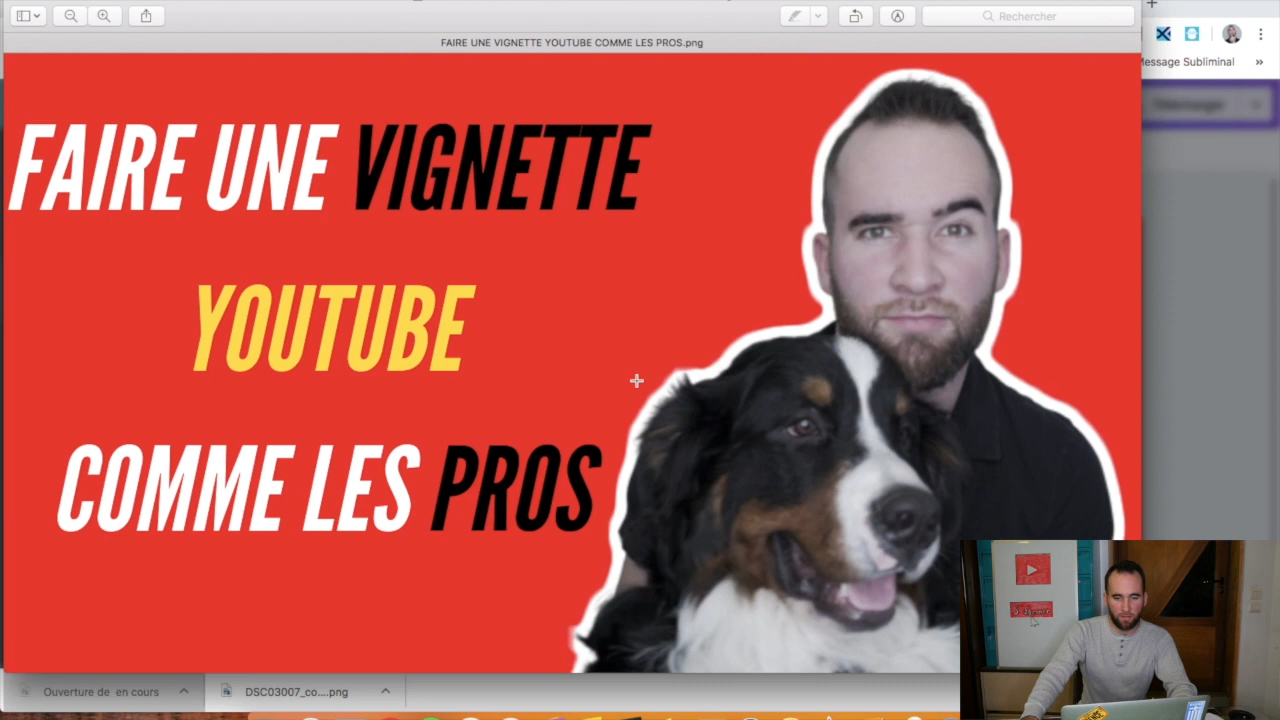 Rechercher
FAIRE UNE VIGNETTE YOUTUBE COMME LES PROS.png
Message Subliminal
Télécharger
FAIRE UNE VIGNETTE
YOUTUBE
COMME LES PROS
Ouverture de en cours
DSC03007_co....png